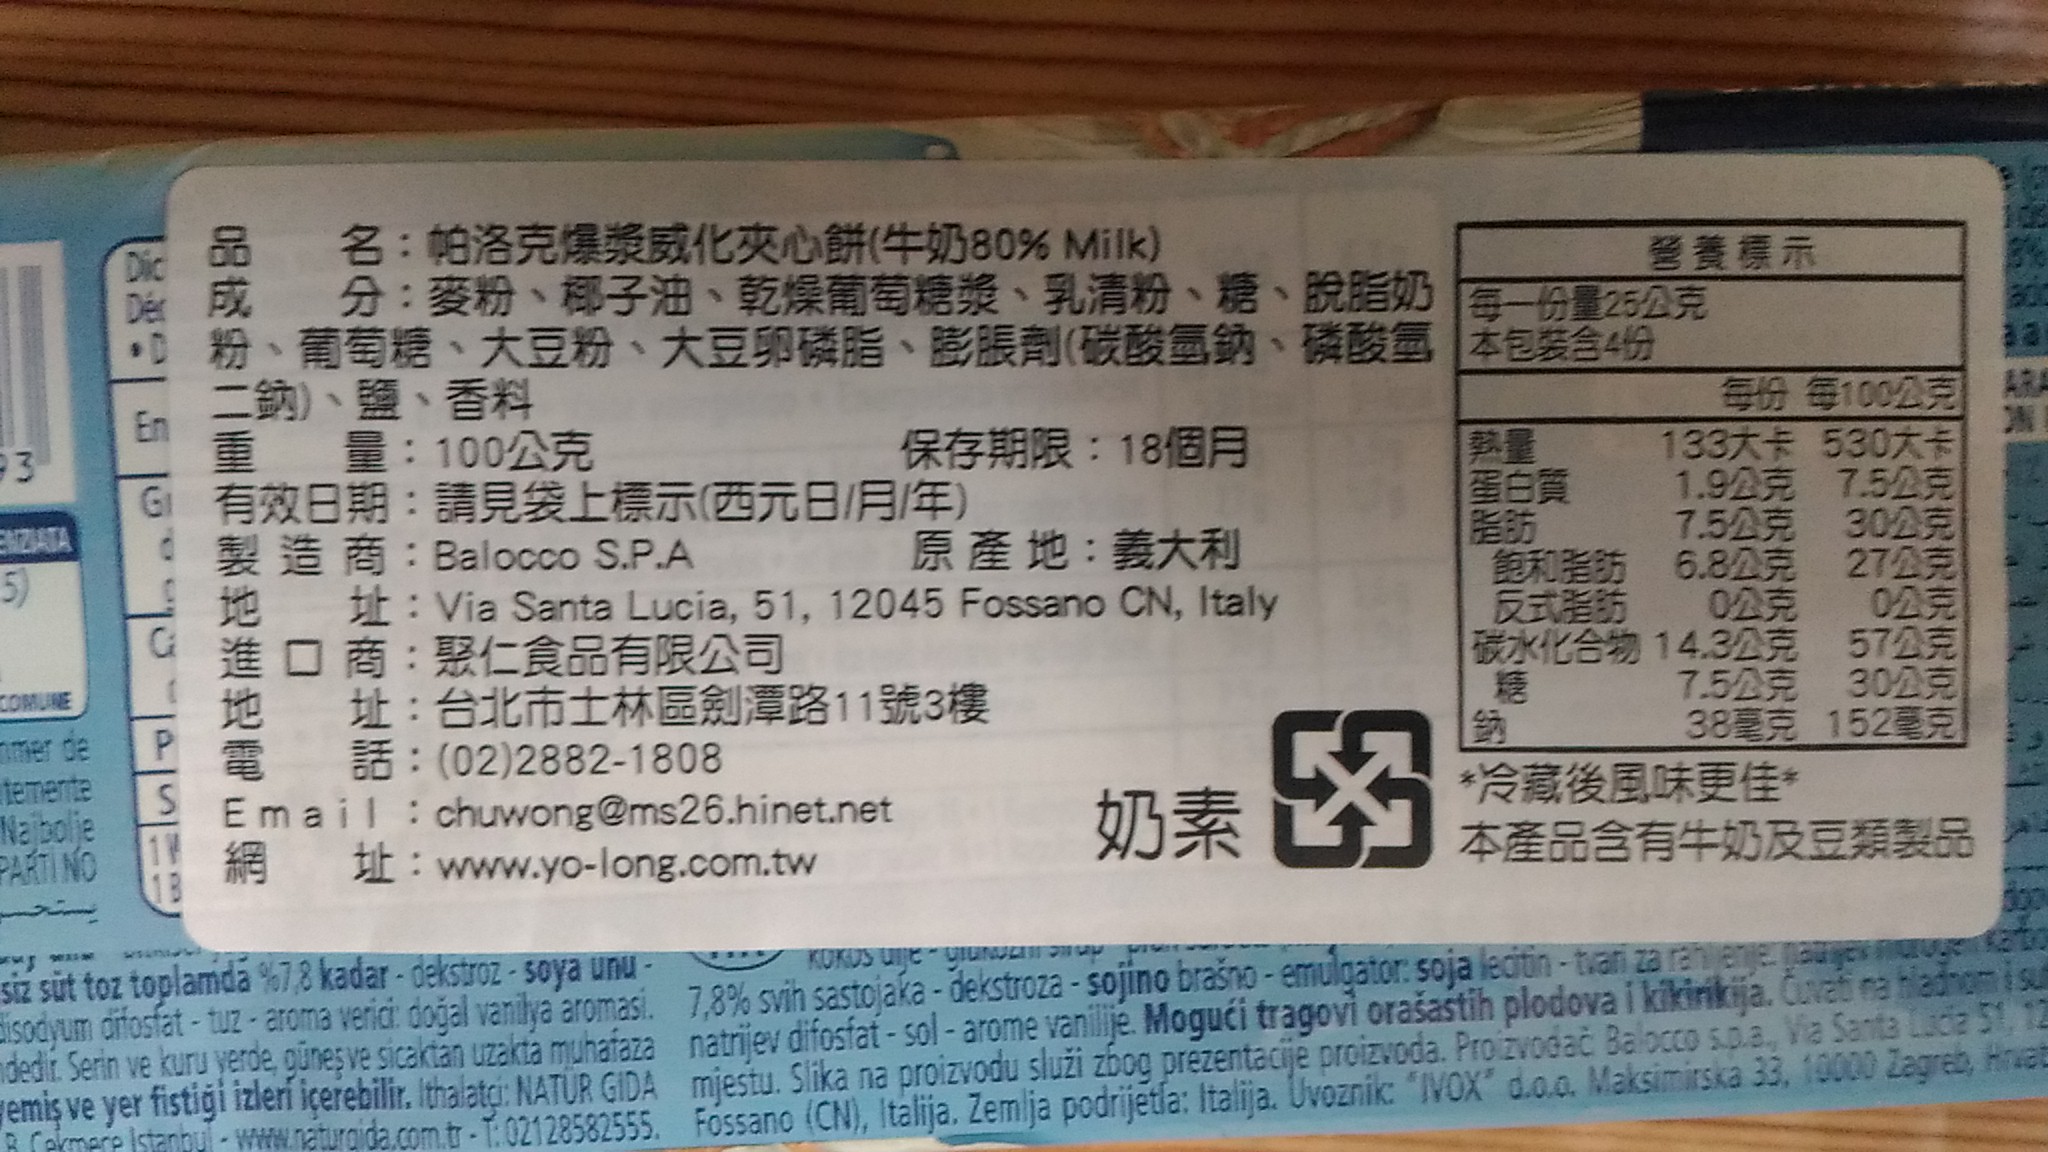 品 名：帕洛克爆漿威化夾心餅(牛奶80% Milk)
成 分：麥粉、椰子油、乾燥葡萄糖漿、乳清粉、糖、脫脂奶
粉、葡萄糖、大豆粉、大豆卵磷脂、膨脹劑(碳酸氫鈉、磷酸氫
二鈉)、鹽、香料
重 量：100公克 保存期限：18個月
有效日期：請見袋上標示(西元日/月/年)
製造商：Balocco S.P.A 原產地：義大利
地 址：Via Santa Lucia, 51, 12045 Fossano CN, Italy
進口商：聚仁食品有限公司
地 址：台北市士林區劍潭路11號3樓
電 話：(02)2882-1808
Email：chuwong@ms26.hinet.net
網 址：www.yo-long.com.tw
奶素
營養標示
每一份量25公克
本包裝含4份
每份 每100公克
熱量 133大卡 530大卡
蛋白質 1.9公克 7.5公克
脂肪 7.5公克 30公克
飽和脂肪 6.8公克 27公克
反式脂肪 0公克 0公克
碳水化合物 14.3公克 57公克
糖 7.5公克 30公克
鈉 38毫克 152毫克
*冷藏後風味更佳*
本產品含有牛奶及豆類製品
93
5)
COMUNE
Najbolje
siz süt toz toplamda %7,8 kadar - dekstroz - soya unu -
disodyum difosfat - tuz - aroma verici: doğal vanilya aroması.
Serin ve kuru yerde, güneş ve sıcaktan uzakta muhafaza
yemiş ve yer fıstığı izleri içerebilir. İthalatçı: NATUR GIDA
B. Çekmece İstanbul - www.naturgida.com.tr - T: 02128582555.
7,8% svih sastojaka - dekstroza - sojino brašno - emulgator: soja lecitin - tvari za
natrijev difosfat - sol - arome vanilije. Mogući tragovi orašastih plodova i kikirikija. Čuvati na hladnom i
mjestu. Slika na proizvodu služi zbog prezentacije proizvoda. Proizvođač Balocco s.p.a., Via Santa Lucia 51,
Fossano (CN), Italija. Zemlja podrijetla: Italija. Uvoznik: "IVOX" d.o.o. Maksimirska 33, 10000 Zagreb,